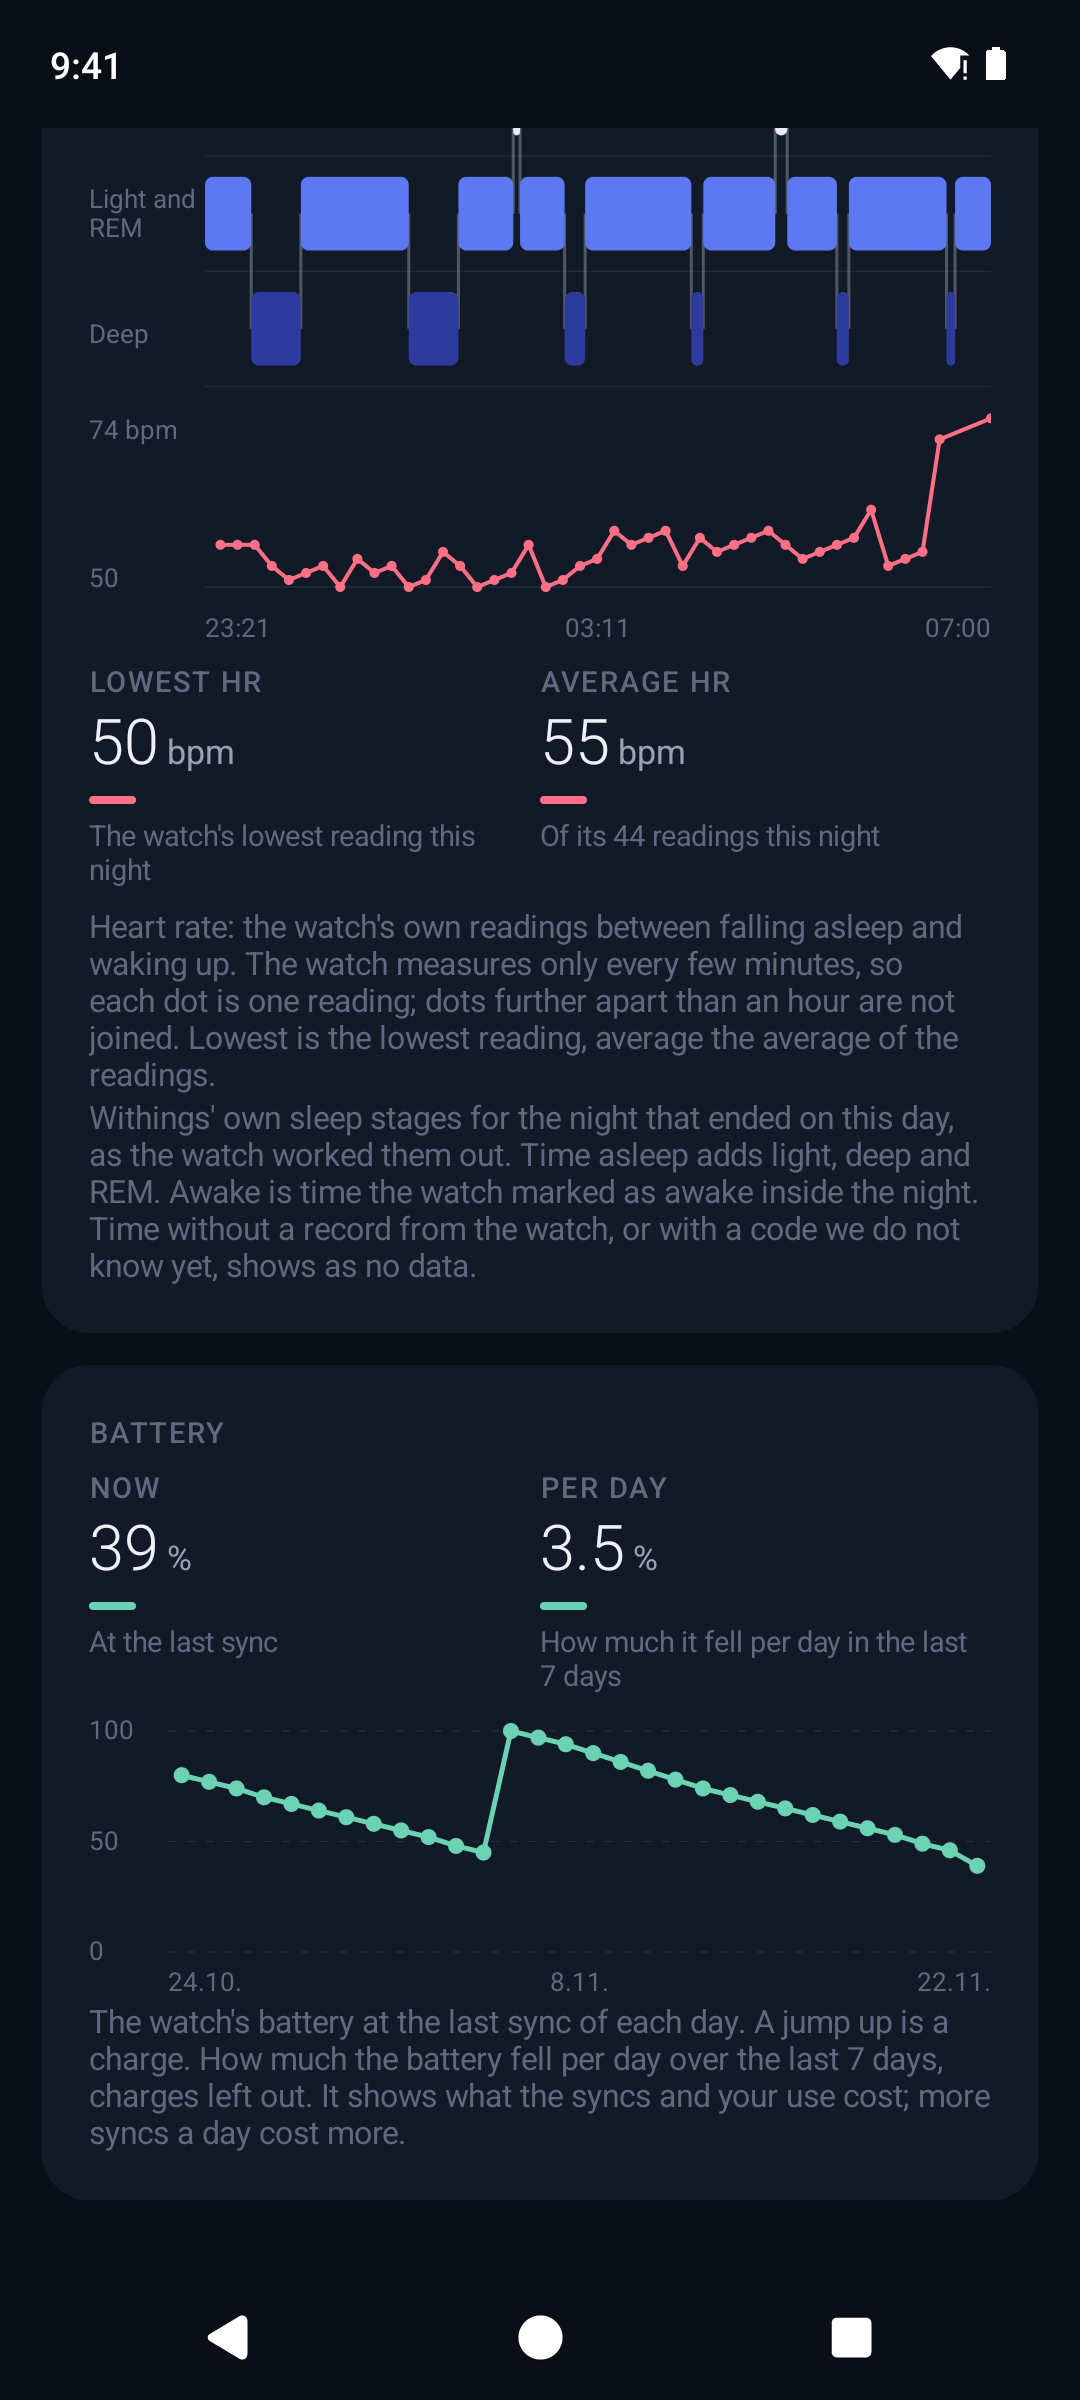 9:41
Light and
REM
Deep
74 bpm
50
23:21 03:11 07:00
LOWEST HR AVERAGE HR
50 bpm 55 bpm
The watch's lowest reading this
night
Of its 44 readings this night
Heart rate: the watch's own readings between falling asleep and
waking up. The watch measures only every few minutes, so
each dot is one reading; dots further apart than an hour are not
joined. Lowest is the lowest reading, average the average of the
readings.
Withings' own sleep stages for the night that ended on this day,
as the watch worked them out. Time asleep adds light, deep and
REM. Awake is time the watch marked as awake inside the night.
Time without a record from the watch, or with a code we do not
know yet, shows as no data.
BATTERY
NOW PER DAY
39 % 3.5 %
At the last sync
How much it fell per day in the last
7 days
100
50
0
24.10. 8.11. 22.11.
The watch's battery at the last sync of each day. A jump up is a
charge. How much the battery fell per day over the last 7 days,
charges left out. It shows what the syncs and your use cost; more
syncs a day cost more.